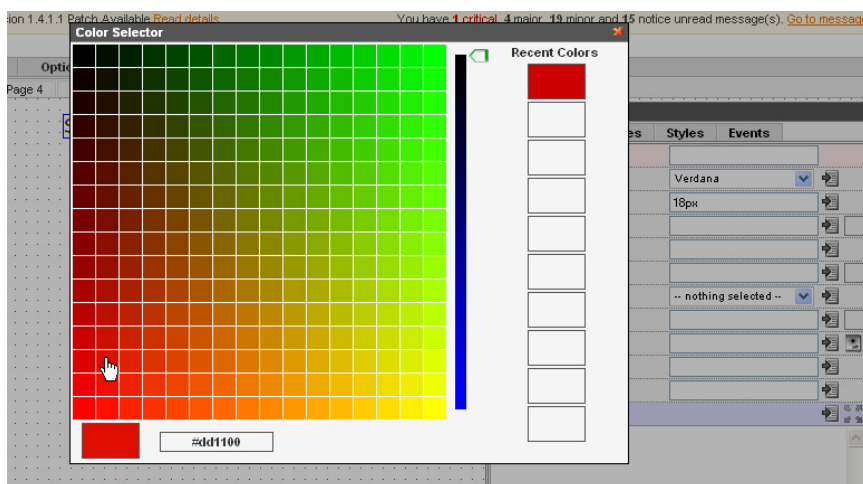 sion 1.4.1.1 Patch Available Read details
You have 1 critical, 4 major, 19 minor and 15 notice unread message(s). Go to message
Color Selector
Recent Colors
Optio
Page 4
S
es Styles Events
Verdana
18px
-- nothing selected --
#dd1100